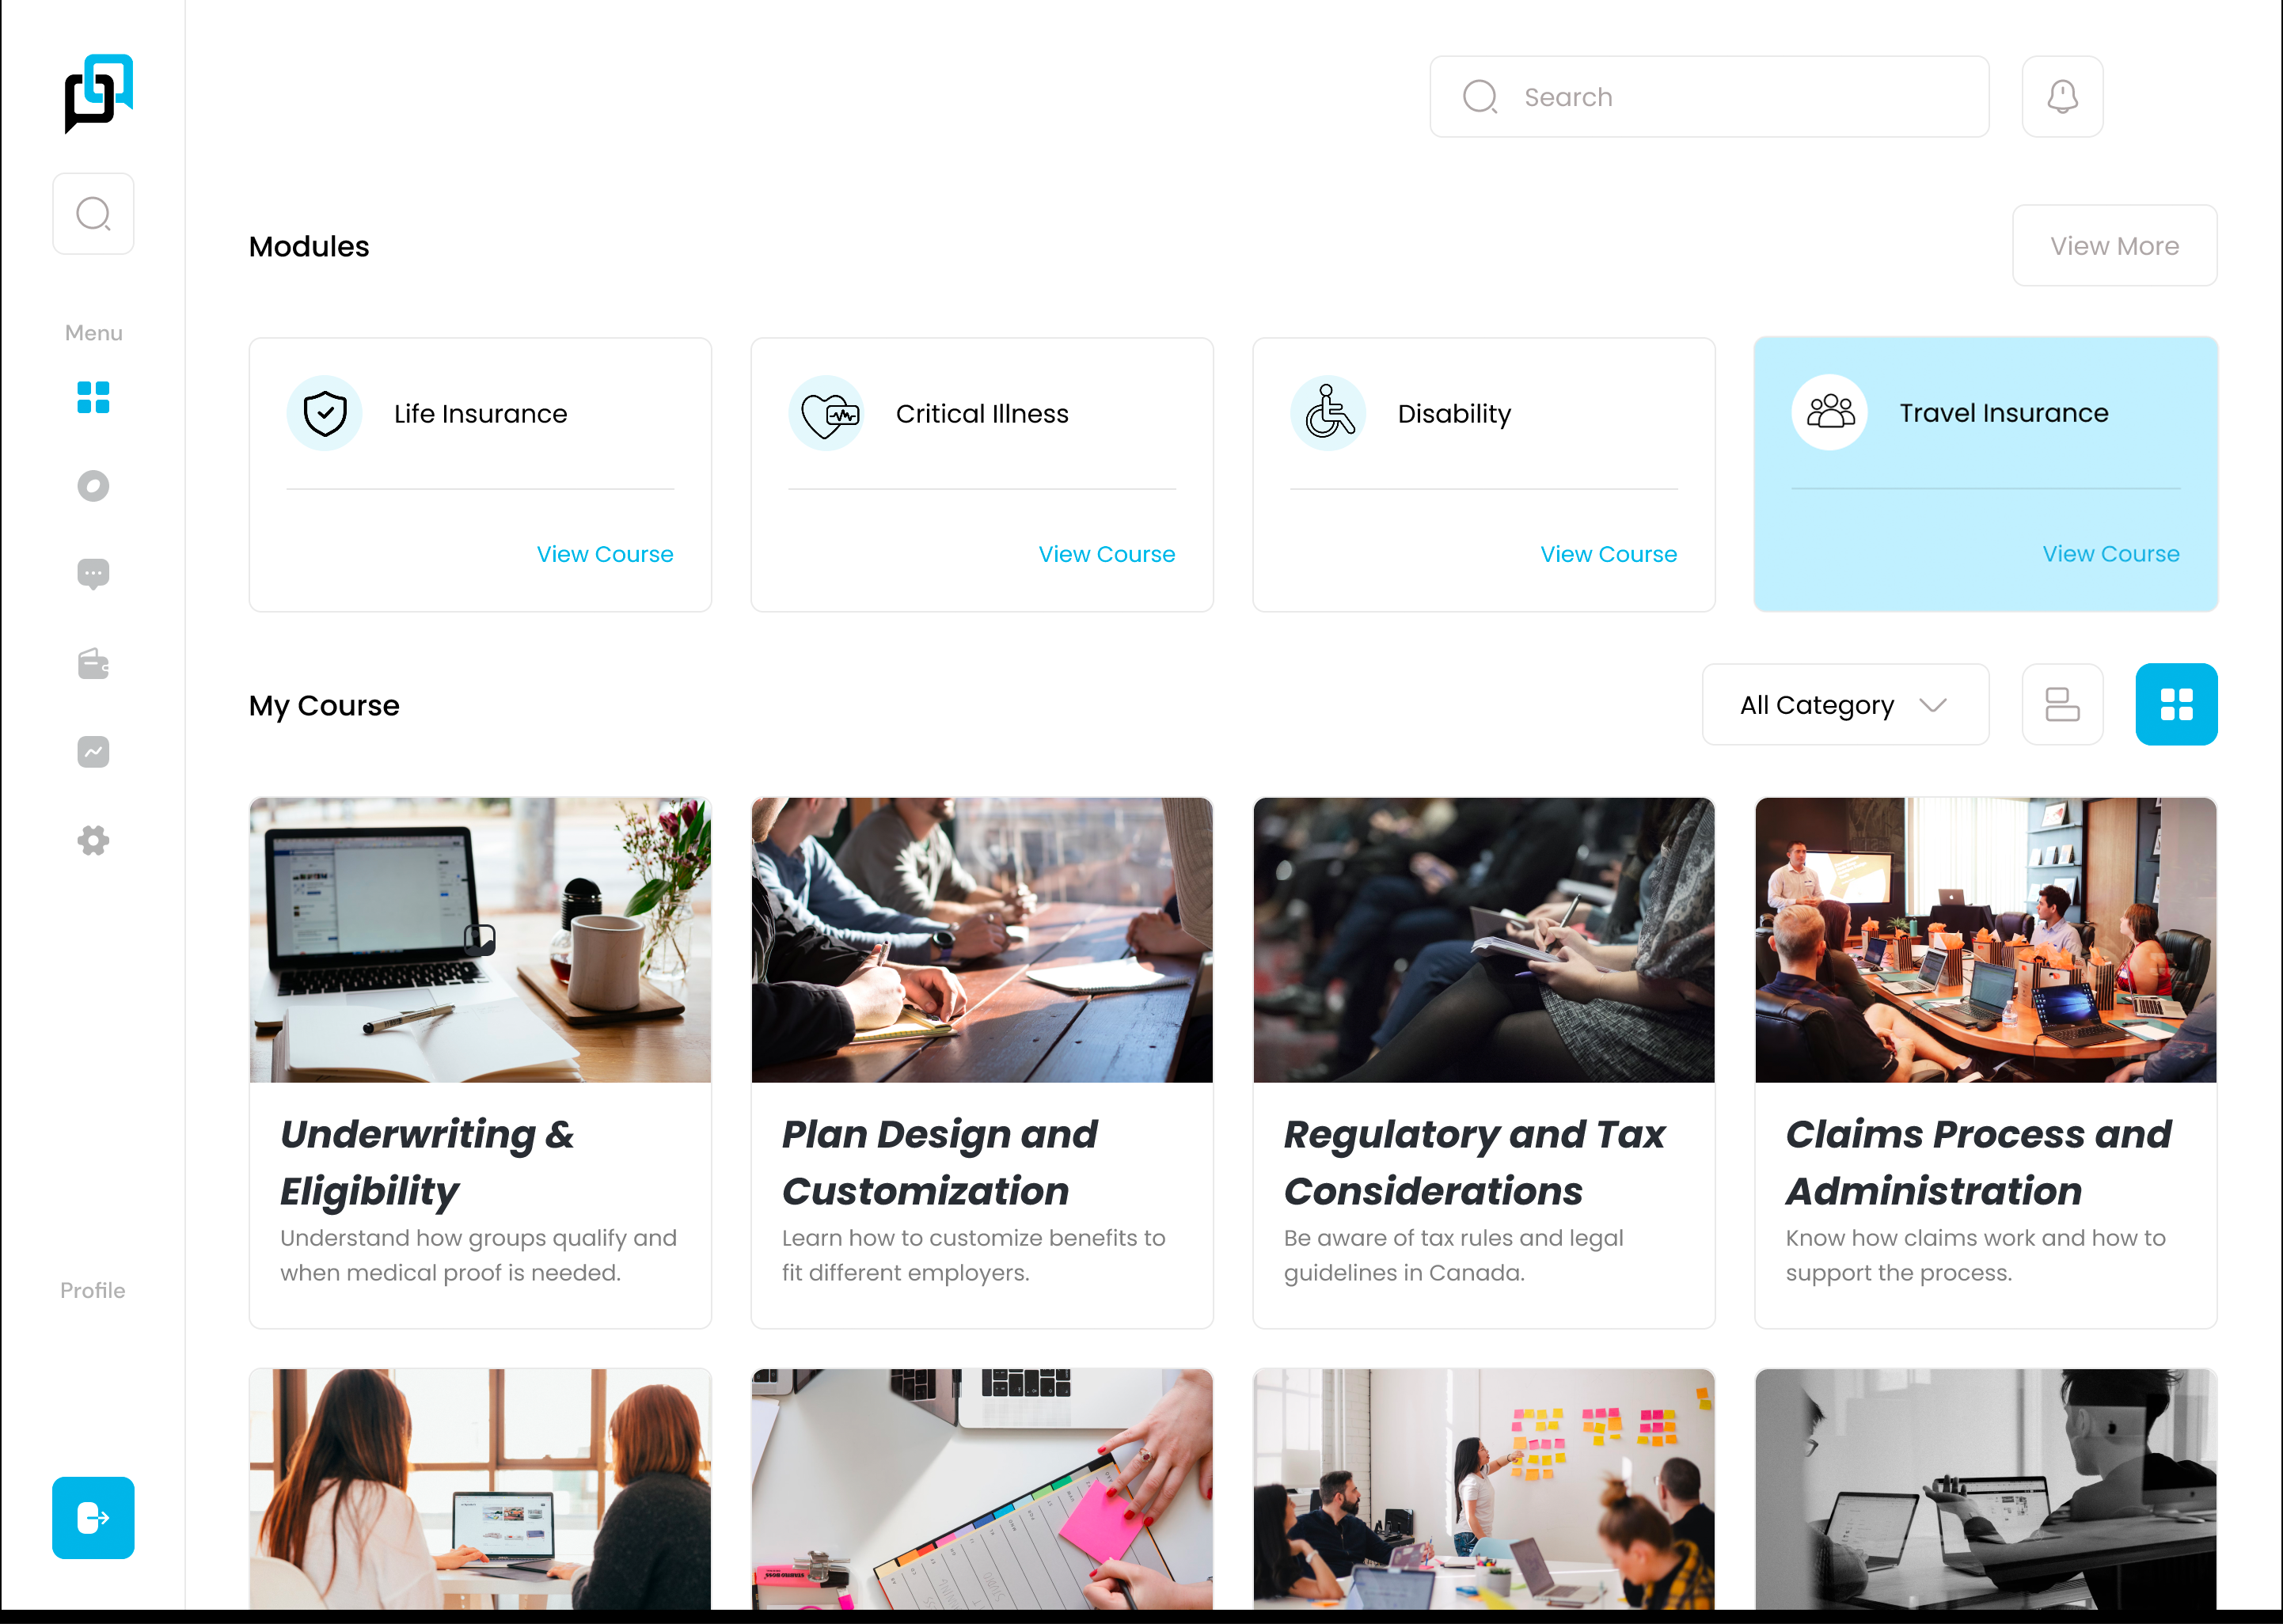 Search
Modules
View More
Menu
Life Insurance
Critical Illness
Disability
Travel Insurance
View Course
View Course
View Course
View Course
My Course
All Category
Underwriting &
Eligibility
Understand how groups qualify and
when medical proof is needed.
Plan Design and
Customization
Learn how to customize benefits to
fit different employers.
Regulatory and Tax
Considerations
Be aware of tax rules and legal
guidelines in Canada.
Claims Process and
Administration
Know how claims work and how to
support the process.
Profile